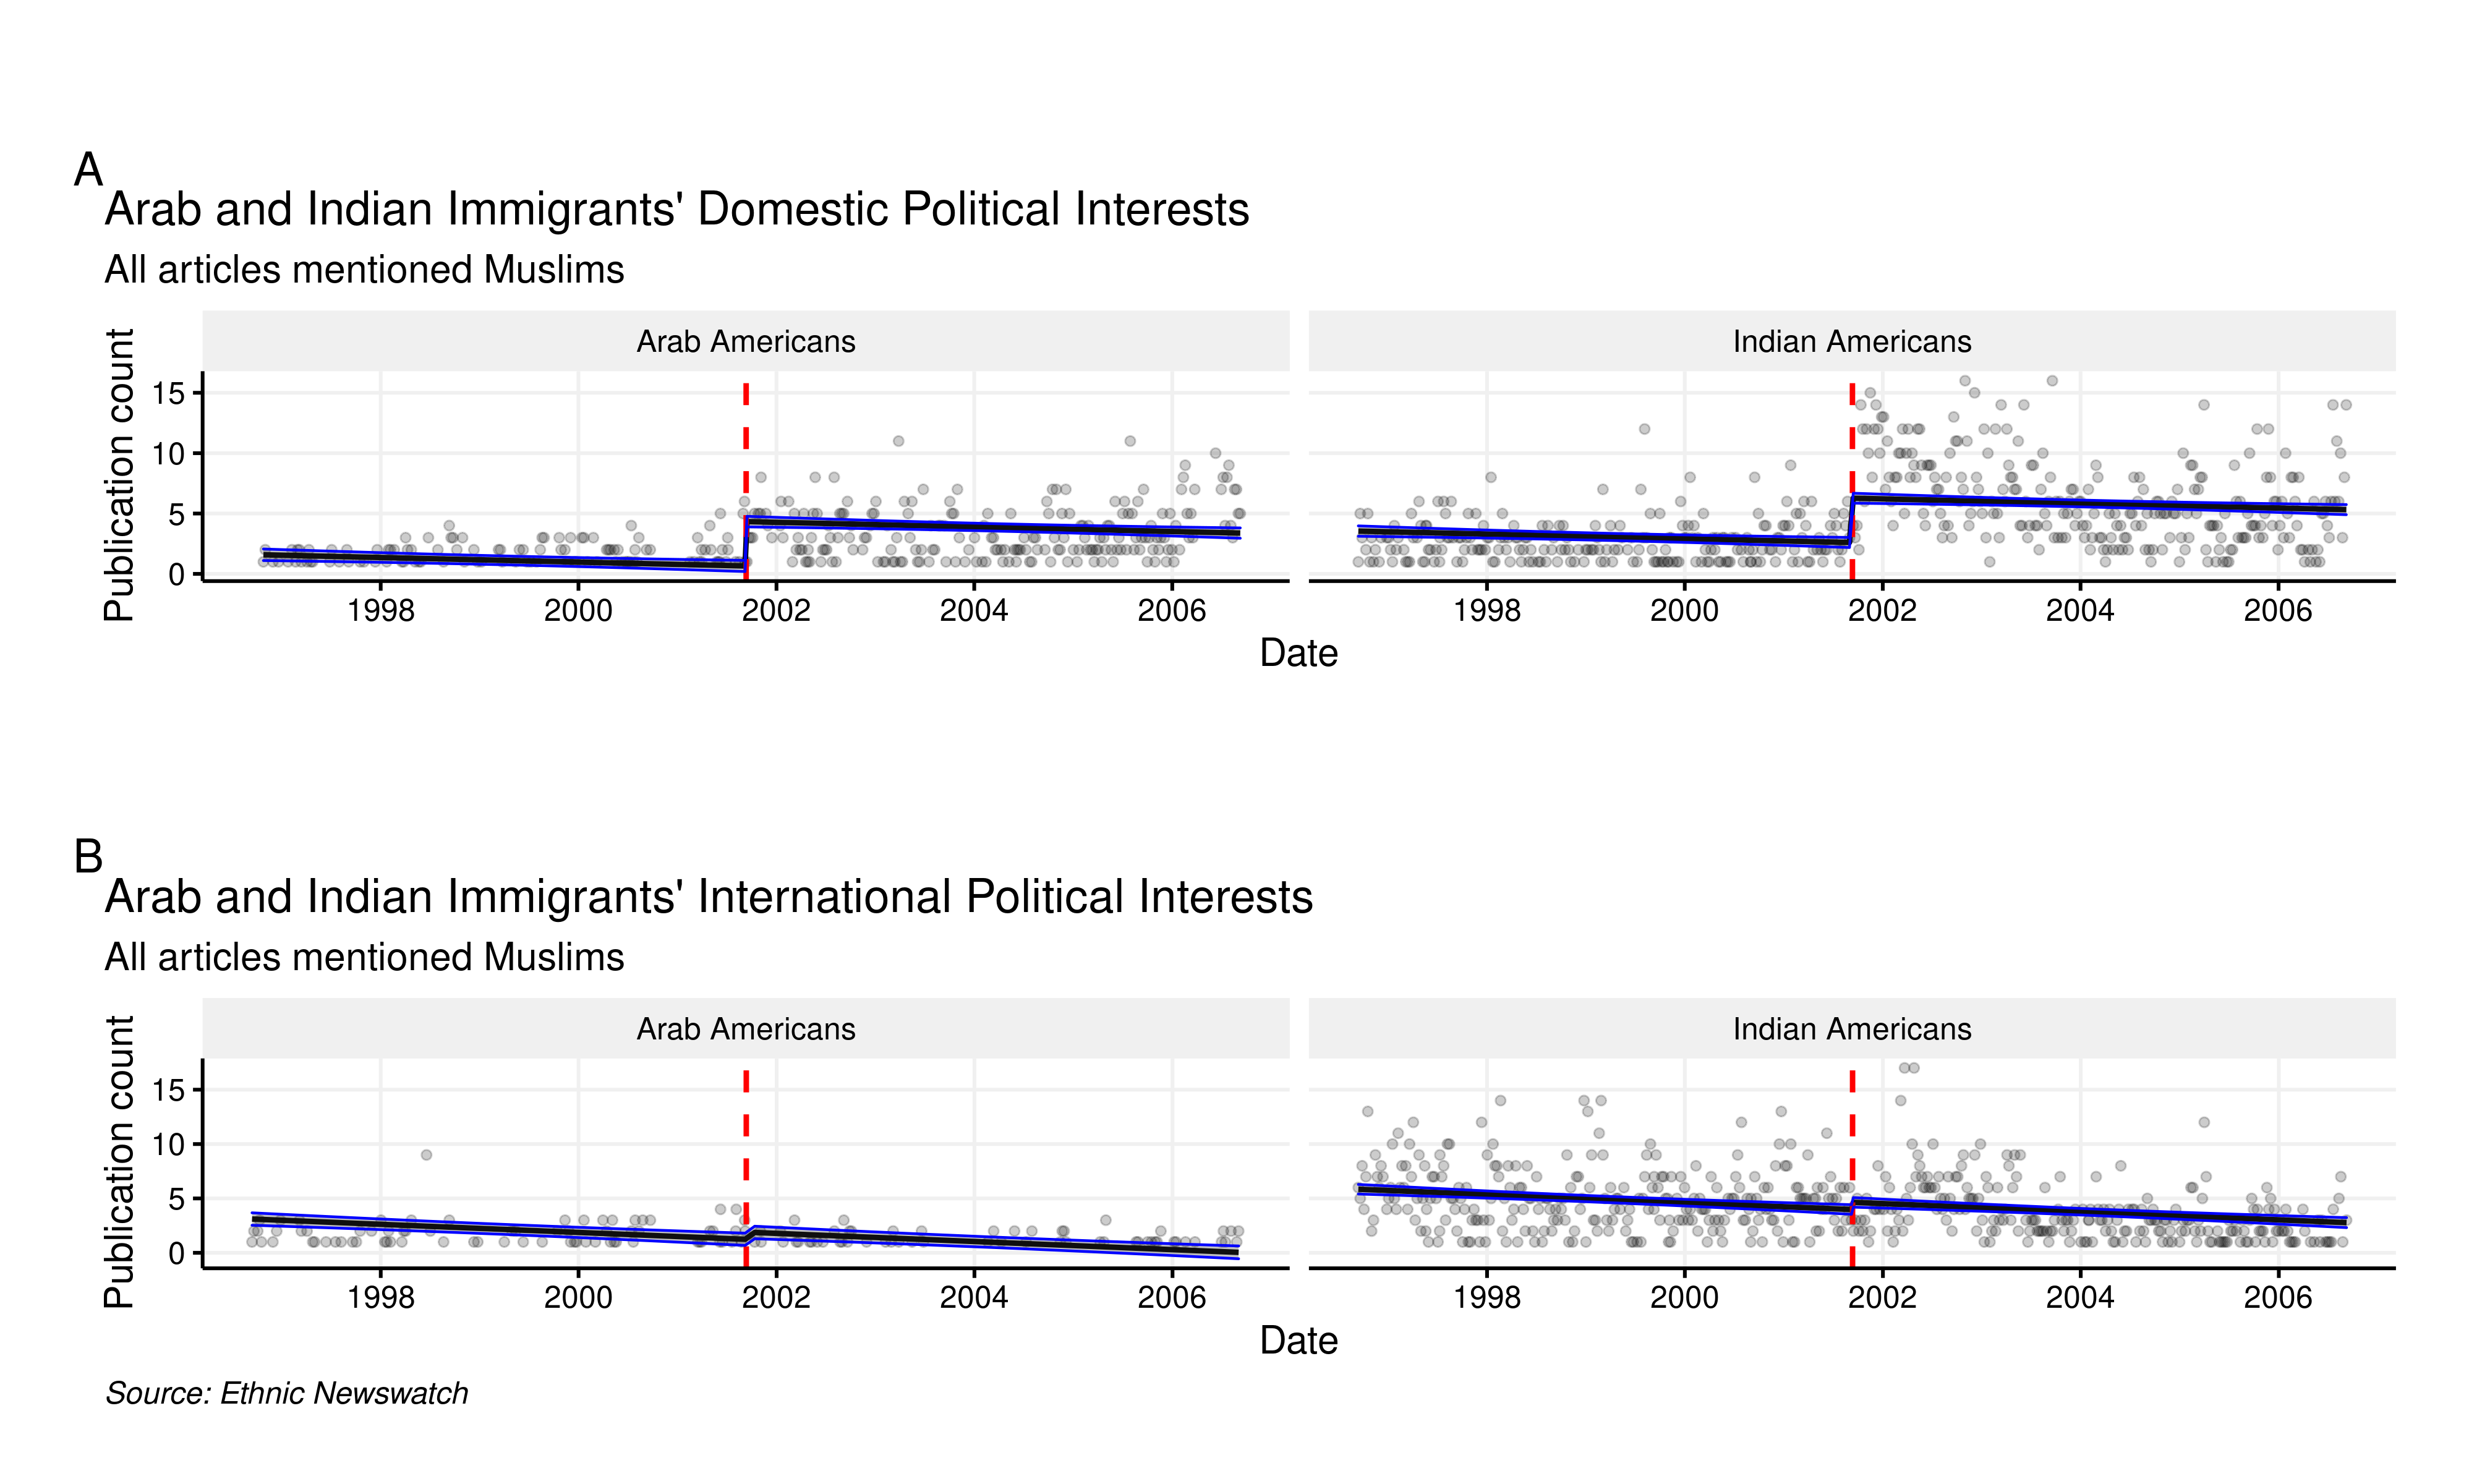 A
Arab and Indian Immigrants' Domestic Political Interests
All articles mentioned Muslims
Arab Americans
Indian Americans
Publication count
15
10
5
0
1998 2000 2002 2004 2006
1998 2000 2002 2004 2006
Date
B
Arab and Indian Immigrants' International Political Interests
All articles mentioned Muslims
Arab Americans
Indian Americans
Publication count
15
10
5
0
1998 2000 2002 2004 2006
1998 2000 2002 2004 2006
Date
Source: Ethnic Newswatch